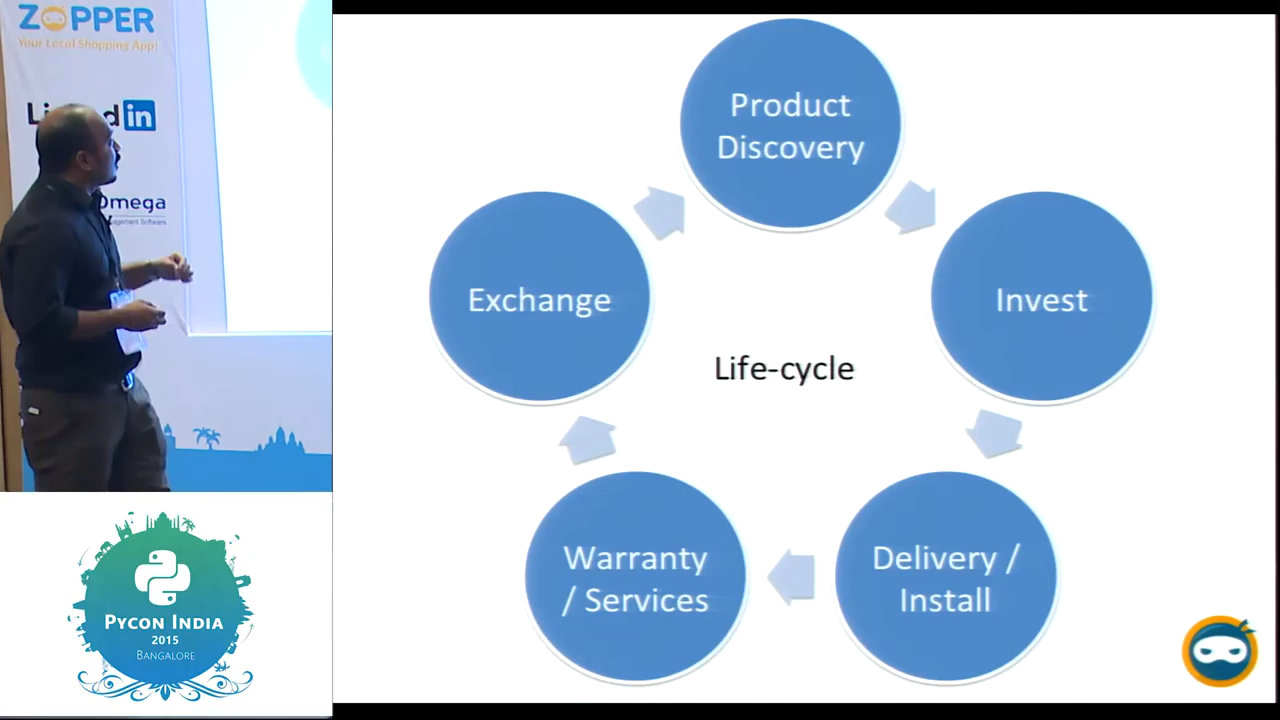 ZOPPER
Your Local Shopping App!
in
Omega
PYCON INDIA
2015
BANGALORE
Product
Discovery
Exchange
Invest
Life-cycle
Warranty
/ Services
Delivery /
Install